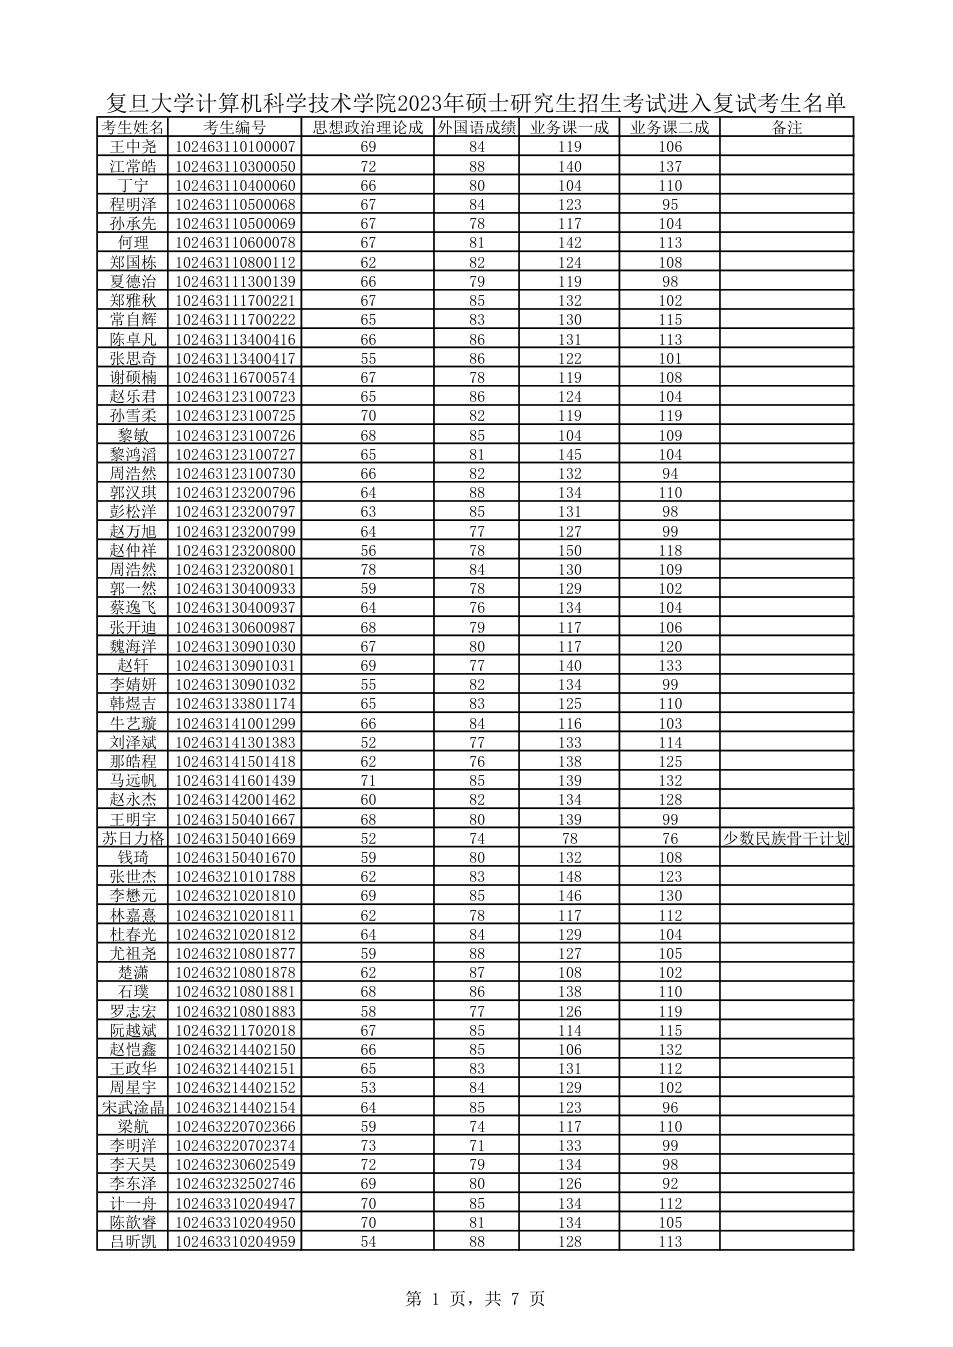 复旦大学计算机科学技术学院2023年硕士研究生招生考试进入复试考生名单
考生姓名 考生编号 思想政治理论成 外国语成绩 业务课一成 业务课二成 备注
王中尧 102463110100007 69 84 119 106
江常皓 102463110300050 72 88 140 137
丁宁 102463110400060 66 80 104 110
程明泽 102463110500068 67 84 123 95
孙承先 102463110500069 67 78 117 104
何理 102463110600078 67 81 142 113
郑国栋 102463110800112 62 82 124 108
夏德治 102463111300139 66 79 119 98
郑雅秋 102463111700221 67 85 132 102
常自辉 102463111700222 65 83 130 115
陈卓凡 102463113400416 66 86 131 113
张思奇 102463113400417 55 86 122 101
谢硕楠 102463116700574 67 78 119 108
赵乐君 102463123100723 65 86 124 104
孙雪柔 102463123100725 70 82 119 119
黎敏 102463123100726 68 85 104 109
黎鸿滔 102463123100727 65 81 145 104
周浩然 102463123100730 66 82 132 94
郭汉琪 102463123200796 64 88 134 110
彭松洋 102463123200797 63 85 131 98
赵万旭 102463123200799 64 77 127 99
赵仲祥 102463123200800 56 78 150 118
周浩然 102463123200801 78 84 130 109
郭一然 102463130400933 59 78 129 102
蔡逸飞 102463130400937 64 76 134 104
张开迪 102463130600987 68 79 117 106
魏海洋 102463130901030 67 80 117 120
赵轩 102463130901031 69 77 140 133
李婧妍 102463130901032 55 82 134 99
韩煜吉 102463133801174 65 83 125 110
牛艺璇 102463141001299 66 84 116 103
刘泽斌 102463141301383 52 77 133 114
那皓程 102463141501418 62 76 138 125
马远帆 102463141601439 71 85 139 132
赵永杰 102463142001462 60 82 134 128
王明宇 102463150401667 68 80 139 99
苏日力格 102463150401669 52 74 78 76 少数民族骨干计划
钱琦 102463150401670 59 80 132 108
张世杰 102463210101788 62 83 148 123
李懋元 102463210201810 69 85 146 130
林嘉熹 102463210201811 62 78 117 112
杜春光 102463210201812 64 84 129 104
尤祖尧 102463210801877 59 88 127 105
楚潇 102463210801878 62 87 108 102
石璞 102463210801881 68 86 138 110
罗志宏 102463210801883 58 77 126 119
阮越斌 102463211702018 67 85 114 115
赵恺鑫 102463214402150 66 85 106 132
王政华 102463214402151 65 83 131 112
周星宇 102463214402152 53 84 129 102
宋武淦晶 102463214402154 64 85 123 96
梁航 102463220702366 59 74 117 110
李明洋 102463220702374 73 71 133 99
李天昊 102463230602549 72 79 134 98
李东泽 102463232502746 69 80 126 92
计一舟 102463310204947 70 85 134 112
陈歆睿 102463310204950 70 81 134 105
吕昕凯 102463310204959 54 88 128 113
第 1 页，共 7 页